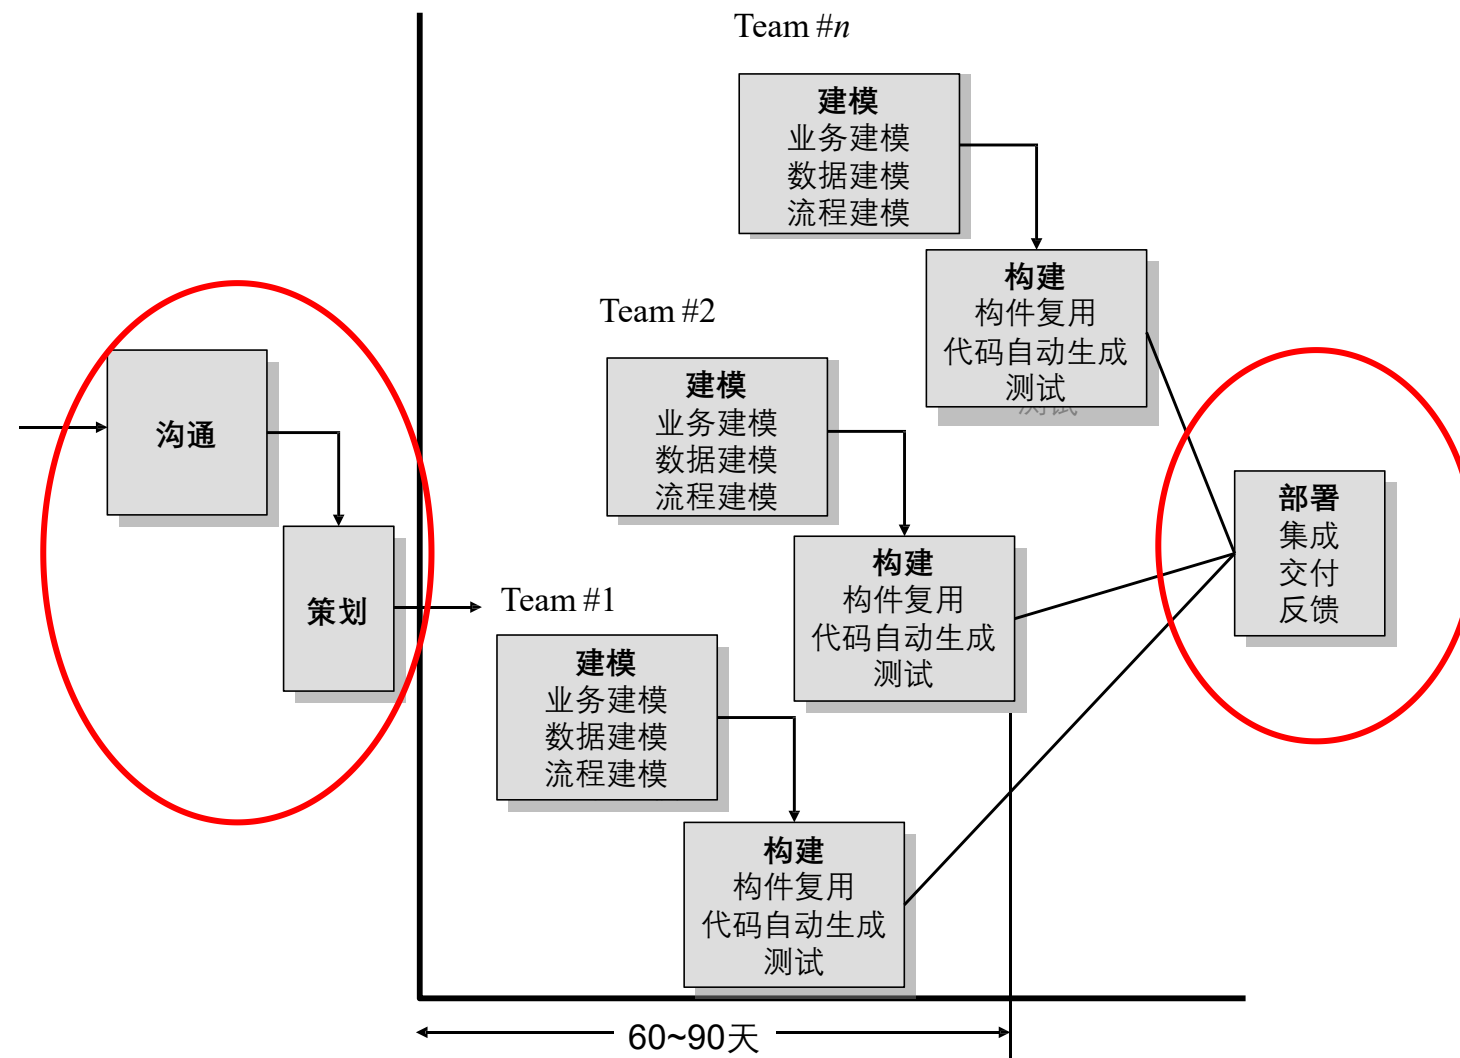 Team #n
建模
业务建模
数据建模
流程建模
构建
构件复用
代码自动生成
测试
Team #2
建模
业务建模
数据建模
流程建模
构建
构件复用
代码自动生成
测试
沟通
策划
Team #1
建模
业务建模
数据建模
流程建模
构建
构件复用
代码自动生成
测试
部署
集成
交付
反馈
60~90天